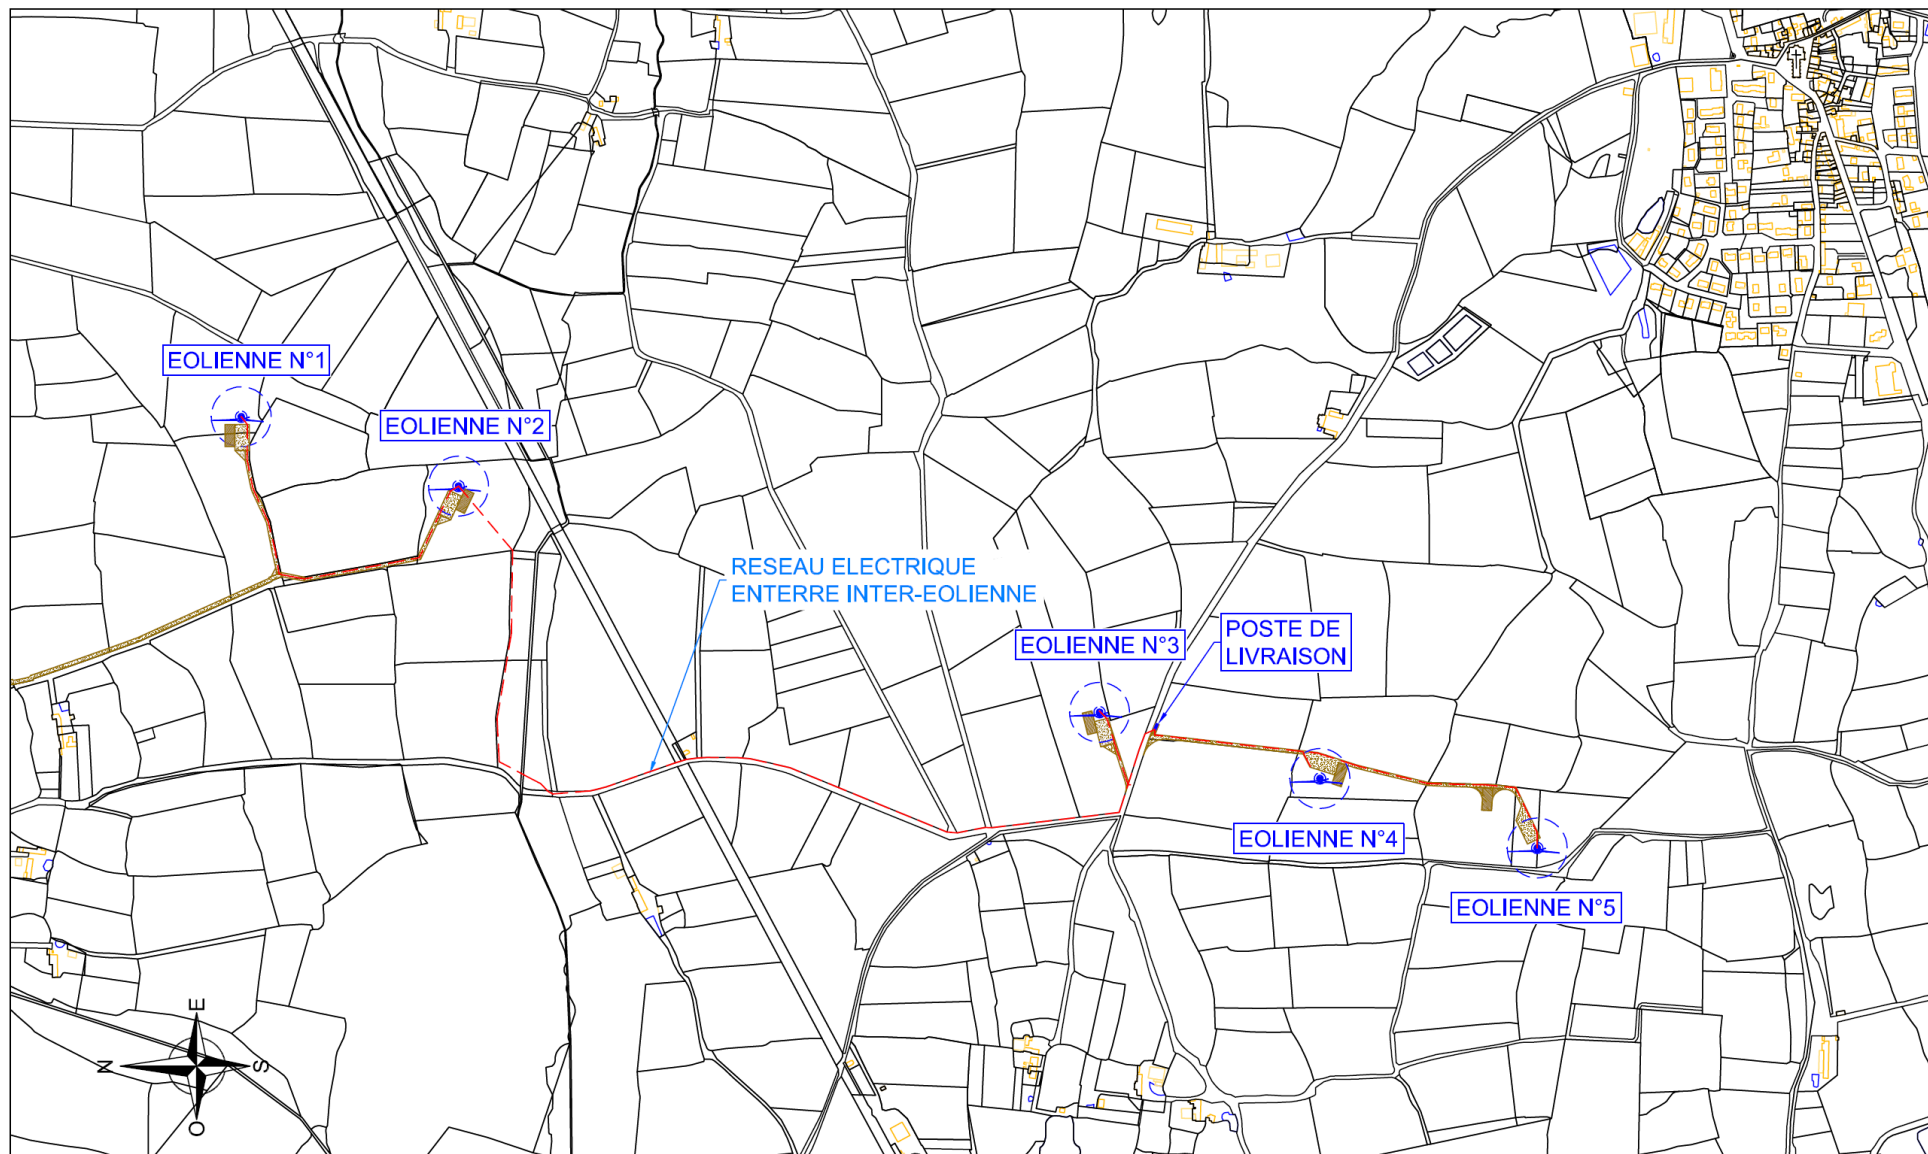 EOLIENNE N°1
EOLIENNE N°2
RESEAU ELECTRIQUE
ENTERRE INTER-EOLIENNE
EOLIENNE N°3
POSTE DE
LIVRAISON
EOLIENNE N°4
EOLIENNE N°5
E
N
S
O